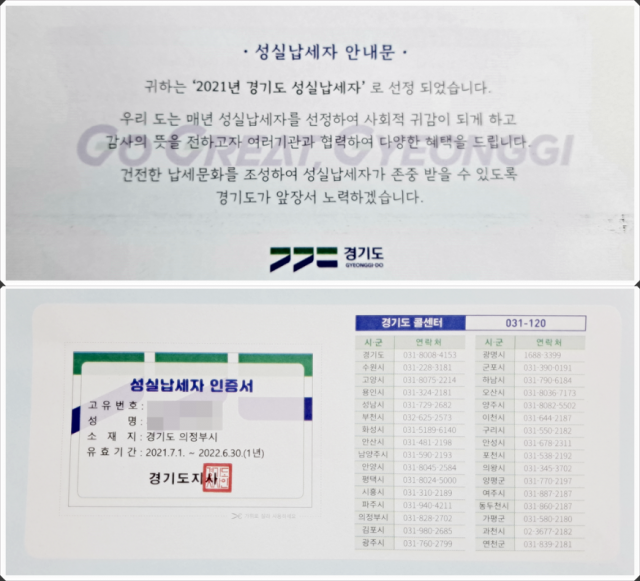 · 성실납세자 안내문 ·
귀하는 '2021년 경기도 성실납세자' 로 선정 되었습니다.
우리 도는 매년 성실납세자를 선정하여 사회적 귀감이 되게 하고
감사의 뜻을 전하고자 여러기관과 협력하여 다양한 혜택을 드립니다.
GO GREAT, GYEONGGI
건전한 납세문화를 조성하여 성실납세자가 존중 받을 수 있도록
경기도가 앞장서 노력하겠습니다.
경기도
GYEONGGI-DO
성실납세자 인증서
고유번호 :
성 명 :
소 재 지 : 경기도 의정부시
유 효 기 간 : 2021.7.1. ~ 2022.6.30.(1년)
경기도지사
경기도 콜센터 031-120
시·군 연락처 시·군 연락처
경기도 031-8008-4153 광명시 1688-3399
수원시 031-228-3181 군포시 031-390-0191
고양시 031-8075-2214 하남시 031-790-6184
용인시 031-324-2181 오산시 031-8036-7173
성남시 031-729-2682 양주시 031-8082-5502
부천시 032-625-2573 이천시 031-644-2187
화성시 031-5189-6140 구리시 031-550-2182
안산시 031-481-2198 안성시 031-678-2311
남양주시 031-590-2193 포천시 031-538-2192
안양시 031-8045-2584 의왕시 031-345-3702
평택시 031-8024-5000 양평군 031-770-2197
시흥시 031-310-2189 여주시 031-887-2187
파주시 031-940-4211 동두천시 031-860-2187
의정부시 031-828-2702 가평군 031-580-2180
김포시 031-980-2685 과천시 02-3677-2182
광주시 031-760-2759 연천군 031-839-2181